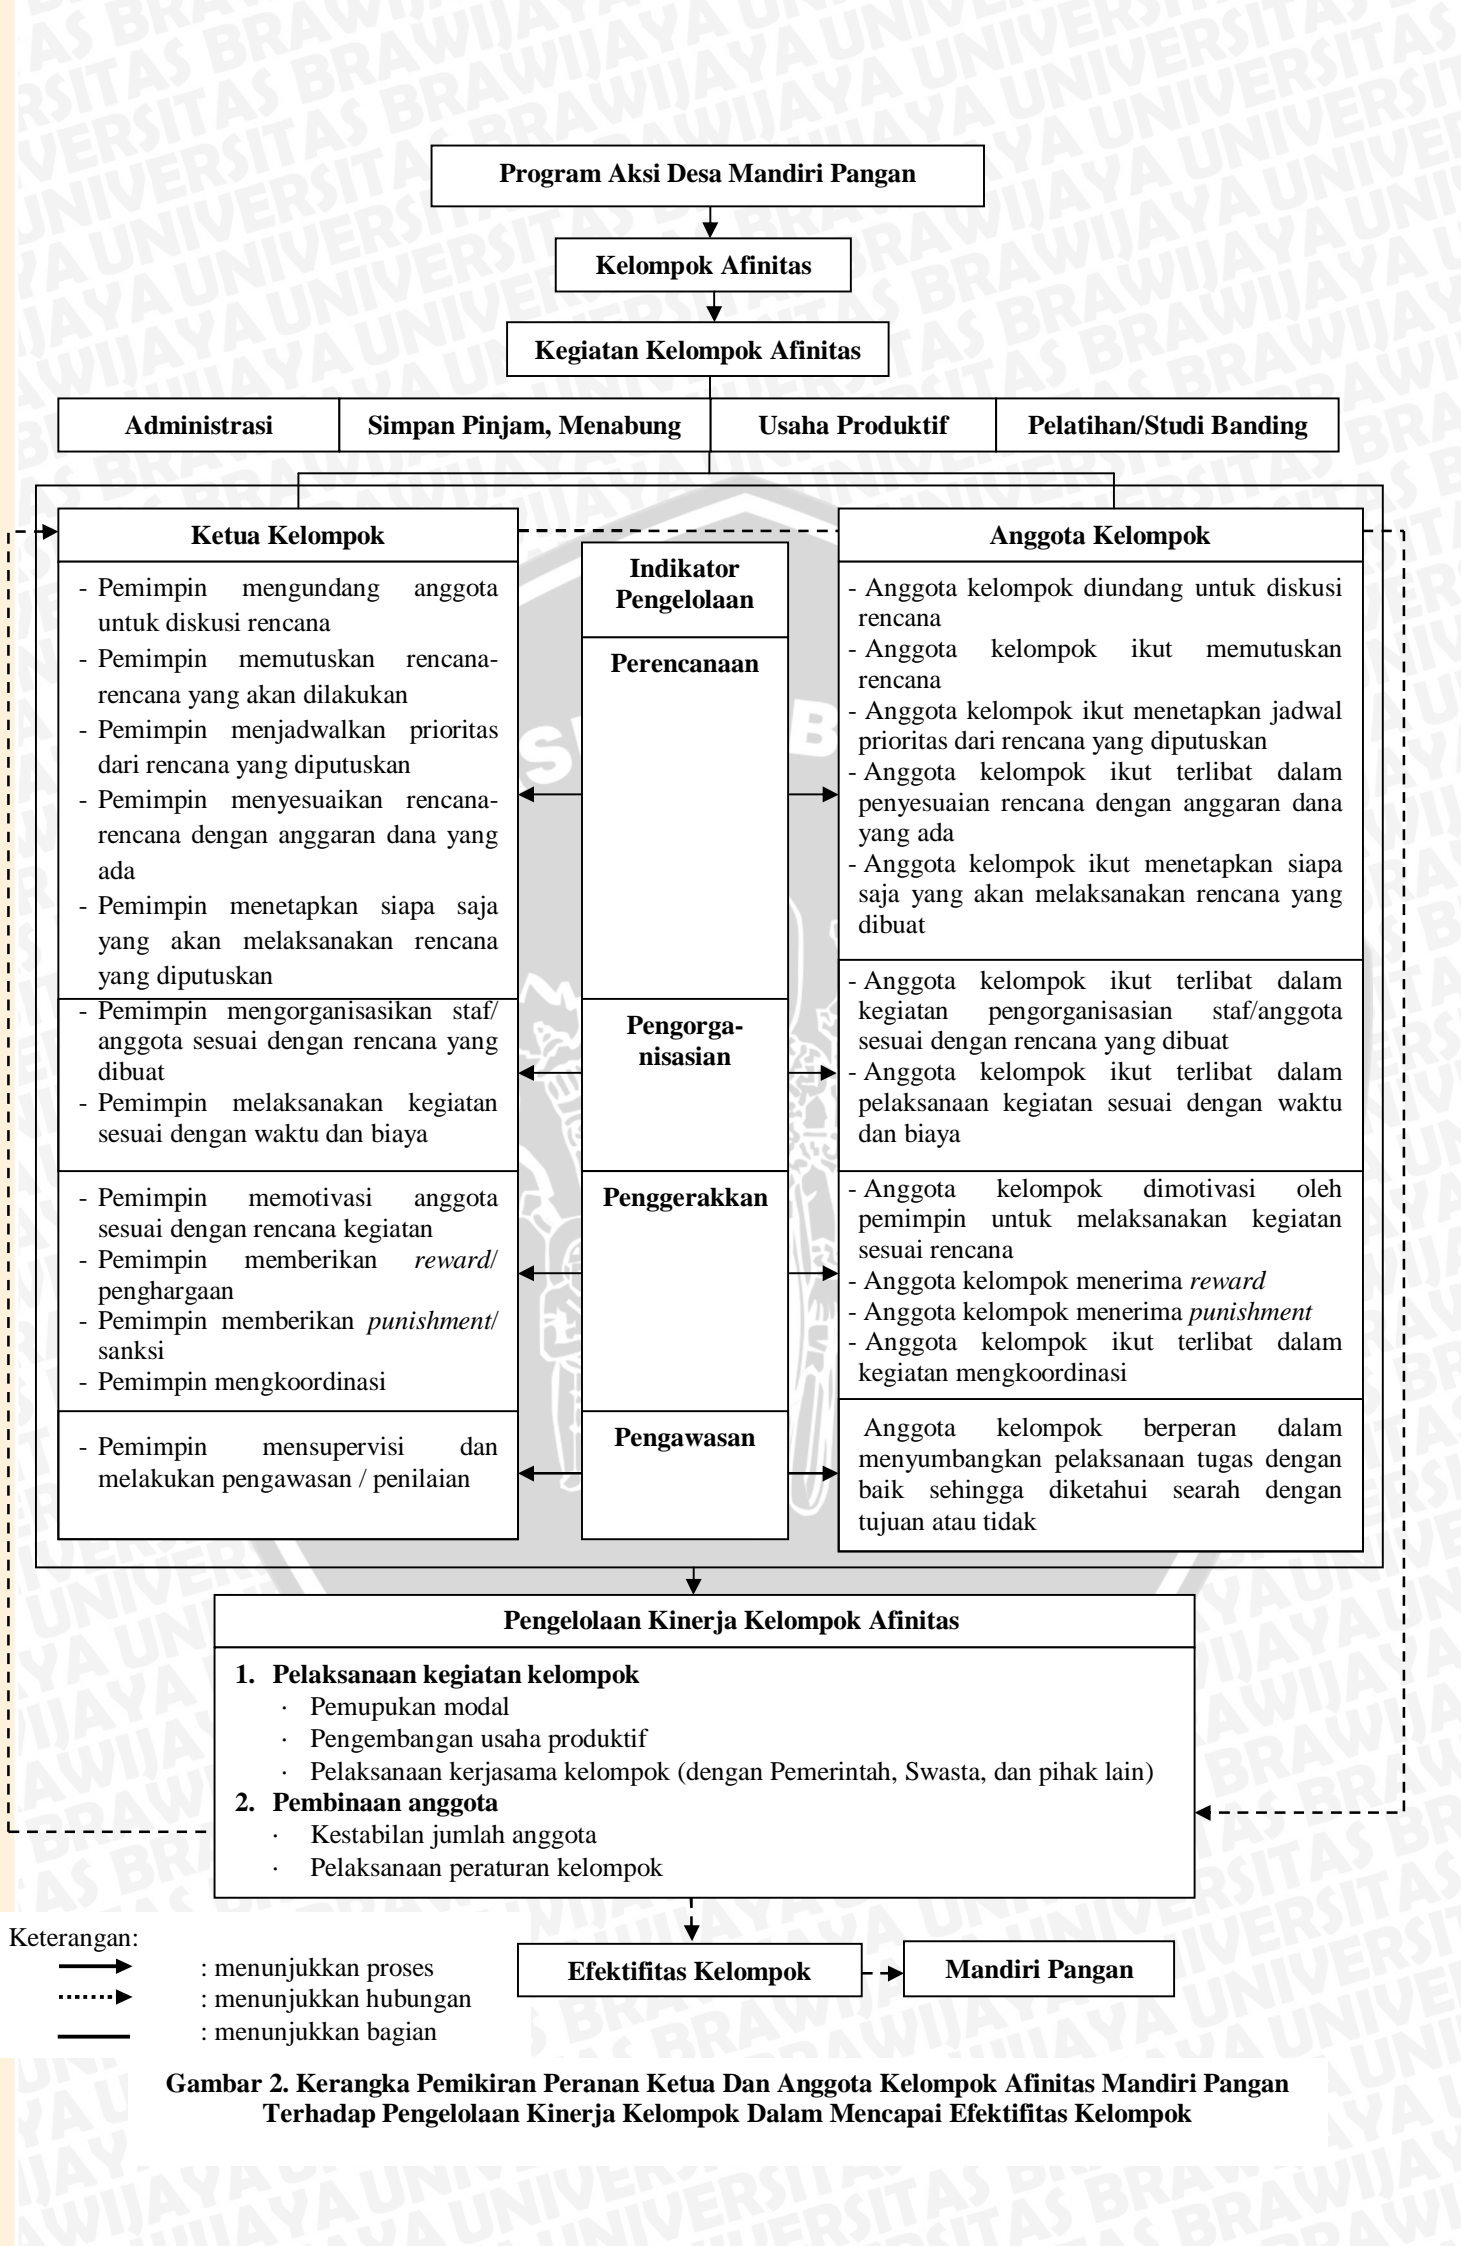 Program Aksi Desa Mandiri Pangan
Kelompok Afinitas
Kegiatan Kelompok Afinitas
Administrasi
Simpan Pinjam, Menabung
Usaha Produktif
Pelatihan/Studi Banding
Ketua Kelompok
- Pemimpin mengundang anggota
untuk diskusi rencana
- Pemimpin memutuskan rencana-
rencana yang akan dilakukan
- Pemimpin menjadwalkan prioritas
dari rencana yang diputuskan
- Pemimpin menyesuaikan rencana-
rencana dengan anggaran dana yang
ada
- Pemimpin menetapkan siapa saja
yang akan melaksanakan rencana
yang diputuskan
- Pemimpin mengorganisasikan staf/
anggota sesuai dengan rencana yang
dibuat
- Pemimpin melaksanakan kegiatan
sesuai dengan waktu dan biaya
- Pemimpin memotivasi anggota
sesuai dengan rencana kegiatan
- Pemimpin memberikan reward/
penghargaan
- Pemimpin memberikan punishment/
sanksi
- Pemimpin mengkoordinasi
- Pemimpin mensupervisi dan
melakukan pengawasan / penilaian
Indikator
Pengelolaan
Perencanaan
Pengorga-
nisasian
Penggerakkan
Pengawasan
Anggota Kelompok
- Anggota kelompok diundang untuk diskusi
rencana
- Anggota kelompok ikut memutuskan
rencana
- Anggota kelompok ikut menetapkan jadwal
prioritas dari rencana yang diputuskan
- Anggota kelompok ikut terlibat dalam
penyesuaian rencana dengan anggaran dana
yang ada
- Anggota kelompok ikut menetapkan siapa
saja yang akan melaksanakan rencana yang
dibuat
- Anggota kelompok ikut terlibat dalam
kegiatan pengorganisasian staf/anggota
sesuai dengan rencana yang dibuat
- Anggota kelompok ikut terlibat dalam
pelaksanaan kegiatan sesuai dengan waktu
dan biaya
- Anggota kelompok dimotivasi oleh
pemimpin untuk melaksanakan kegiatan
sesuai rencana
- Anggota kelompok menerima reward
- Anggota kelompok menerima punishment
- Anggota kelompok ikut terlibat dalam
kegiatan mengkoordinasi
Anggota kelompok berperan dalam
menyumbangkan pelaksanaan tugas dengan
baik sehingga diketahui searah dengan
tujuan atau tidak
Pengelolaan Kinerja Kelompok Afinitas
1. Pelaksanaan kegiatan kelompok
· Pemupukan modal
· Pengembangan usaha produktif
· Pelaksanaan kerjasama kelompok (dengan Pemerintah, Swasta, dan pihak lain)
2. Pembinaan anggota
· Kestabilan jumlah anggota
· Pelaksanaan peraturan kelompok
Efektifitas Kelompok
Mandiri Pangan
Keterangan:
: menunjukkan proses
: menunjukkan hubungan
: menunjukkan bagian
Gambar 2. Kerangka Pemikiran Peranan Ketua Dan Anggota Kelompok Afinitas Mandiri Pangan
Terhadap Pengelolaan Kinerja Kelompok Dalam Mencapai Efektifitas Kelompok